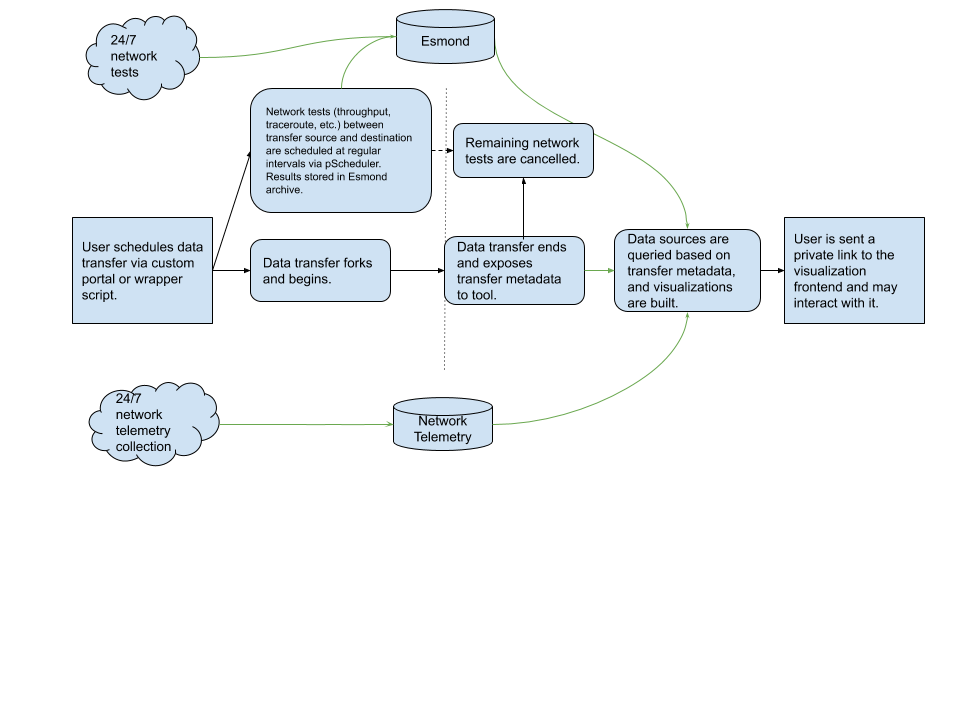 24/7
network
tests
Esmond
Network tests (throughput,
traceroute, etc.) between
transfer source and destination
are scheduled at regular
intervals via pScheduler.
Results stored in Esmond
archive.
Remaining network
tests are cancelled.
User schedules data
transfer via custom
portal or wrapper
script.
Data transfer forks
and begins.
Data transfer ends
and exposes
transfer metadata
to tool.
Data sources are
queried based on
transfer metadata,
and visualizations
are built.
User is sent a
private link to the
visualization
frontend and may
interact with it.
24/7
network
telemetry
collection
Network
Telemetry